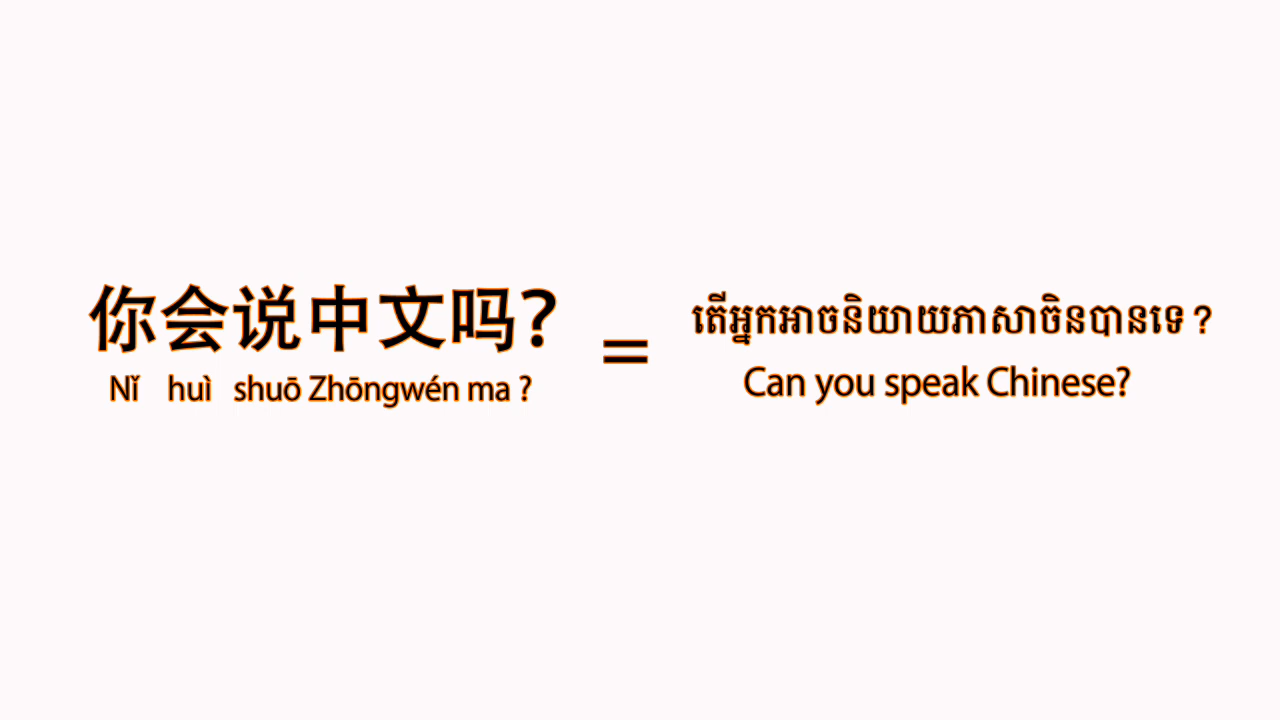 你会说中文吗?
Nǐ huì shuō Zhōngwén ma ?
=
តើអ្នកអាចនិយាយភាសាចិនបានទេ ?
Can you speak Chinese?